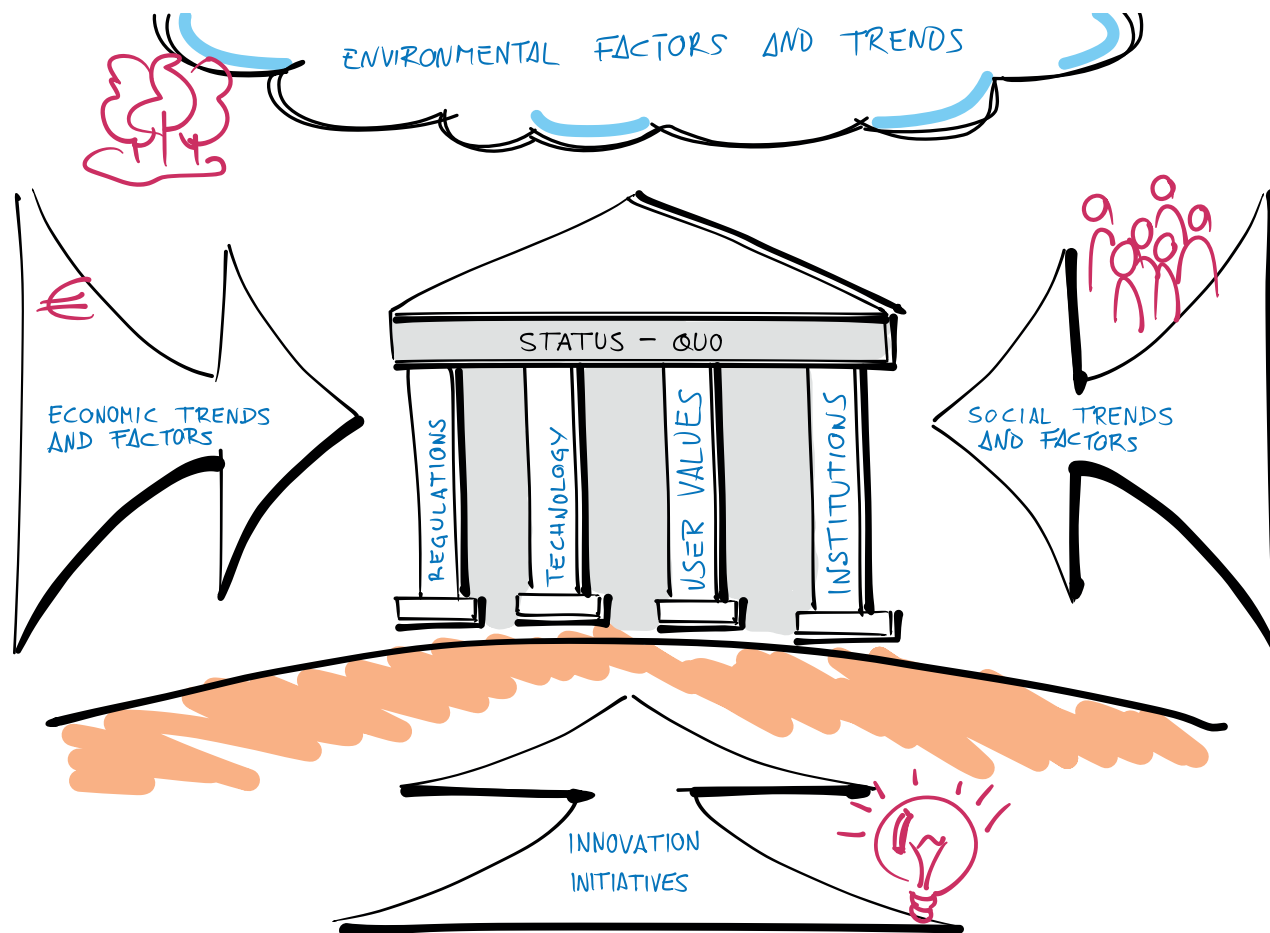 ENVIRONMENTAL FACTORS AND TRENDS
STATUS - QUO
ECONOMIC TRENDS
AND FACTORS
REGULATIONS
TECHNOLOGY
USER VALUES
INSTITUTIONS
SOCIAL TRENDS
AND FACTORS
INNOVATION
INITIATIVES